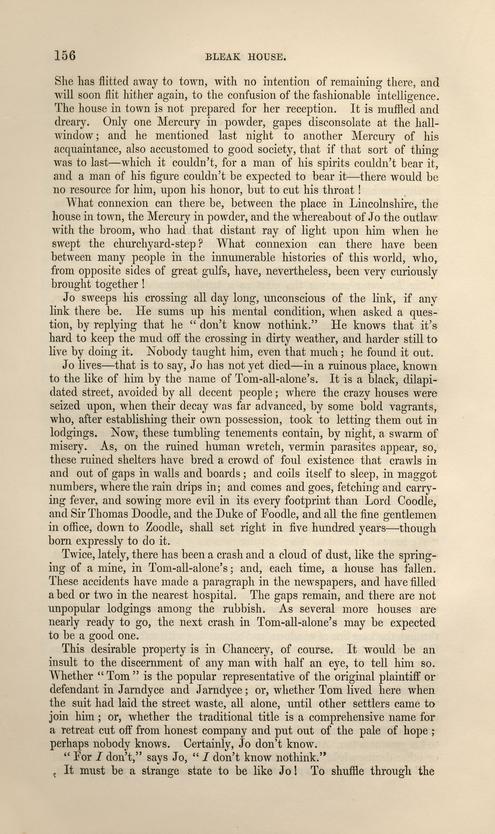 156 BLEAK HOUSE.
She has flitted away to town, with no intention of remaining there, and
will soon flit hither again, to the confusion of the fashionable intelligence.
The house in town is not prepared for her reception. It is muffled and
dreary. Only one Mercury in powder, gapes disconsolate at the hall-
window; and he mentioned last night to another Mercury of his
acquaintance, also accustomed to good society, that if that sort of thing
was to last—which it couldn't, for a man of his spirits couldn't bear it,
and a man of his figure couldn't be expected to bear it—there would be
no resource for him, upon his honor, but to cut his throat!
What connexion can there be, between the place in Lincolnshire, the
house in town, the Mercury in powder, and the whereabout of Jo the outlaw
with the broom, who had that distant ray of light upon him when he
swept the churchyard-step? What connexion can there have been
between many people in the innumerable histories of this world, who,
from opposite sides of great gulfs, have, nevertheless, been very curiously
brought together!
Jo sweeps his crossing all day long, unconscious of the link, if any
link there be. He sums up his mental condition, when asked a ques-
tion, by replying that he "don't know nothink." He knows that it's
hard to keep the mud off the crossing in dirty weather, and harder still to
live by doing it. Nobody taught him, even that much; he found it out.
Jo lives—that is to say, Jo has not yet died—in a ruinous place, known
to the like of him by the name of Tom-all-alone's. It is a black, dilapi-
dated street, avoided by all decent people; where the crazy houses were
seized upon, when their decay was far advanced, by some bold vagrants,
who, after establishing their own possession, took to letting them out in
lodgings. Now, these tumbling tenements contain, by night, a swarm of
misery. As, on the ruined human wretch, vermin parasites appear, so,
these ruined shelters have bred a crowd of foul existence that crawls in
and out of gaps in walls and boards; and coils itself to sleep, in maggot
numbers, where the rain drips in; and comes and goes, fetching and carry-
ing fever, and sowing more evil in its every footprint than Lord Coodle,
and Sir Thomas Doodle, and the Duke of Foodle, and all the fine gentlemen
in office, down to Zoodle, shall set right in five hundred years—though
born expressly to do it.
Twice, lately, there has been a crash and a cloud of dust, like the spring-
ing of a mine, in Tom-all-alone's; and, each time, a house has fallen.
These accidents have made a paragraph in the newspapers, and have filled
a bed or two in the nearest hospital. The gaps remain, and there are not
unpopular lodgings among the rubbish. As several more houses are
nearly ready to go, the next crash in Tom-all-alone's may be expected
to be a good one.
This desirable property is in Chancery, of course. It would be an
insult to the discernment of any man with half an eye, to tell him so.
Whether "Tom" is the popular representative of the original plaintiff or
defendant in Jarndyce and Jarndyce; or, whether Tom lived here when
the suit had laid the street waste, all alone, until other settlers came to
join him; or, whether the traditional title is a comprehensive name for
a retreat cut off from honest company and put out of the pale of hope;
perhaps nobody knows. Certainly, Jo don't know.
"For I don't," says Jo, "I don't know nothink."
It must be a strange state to be like Jo! To shuffle through the